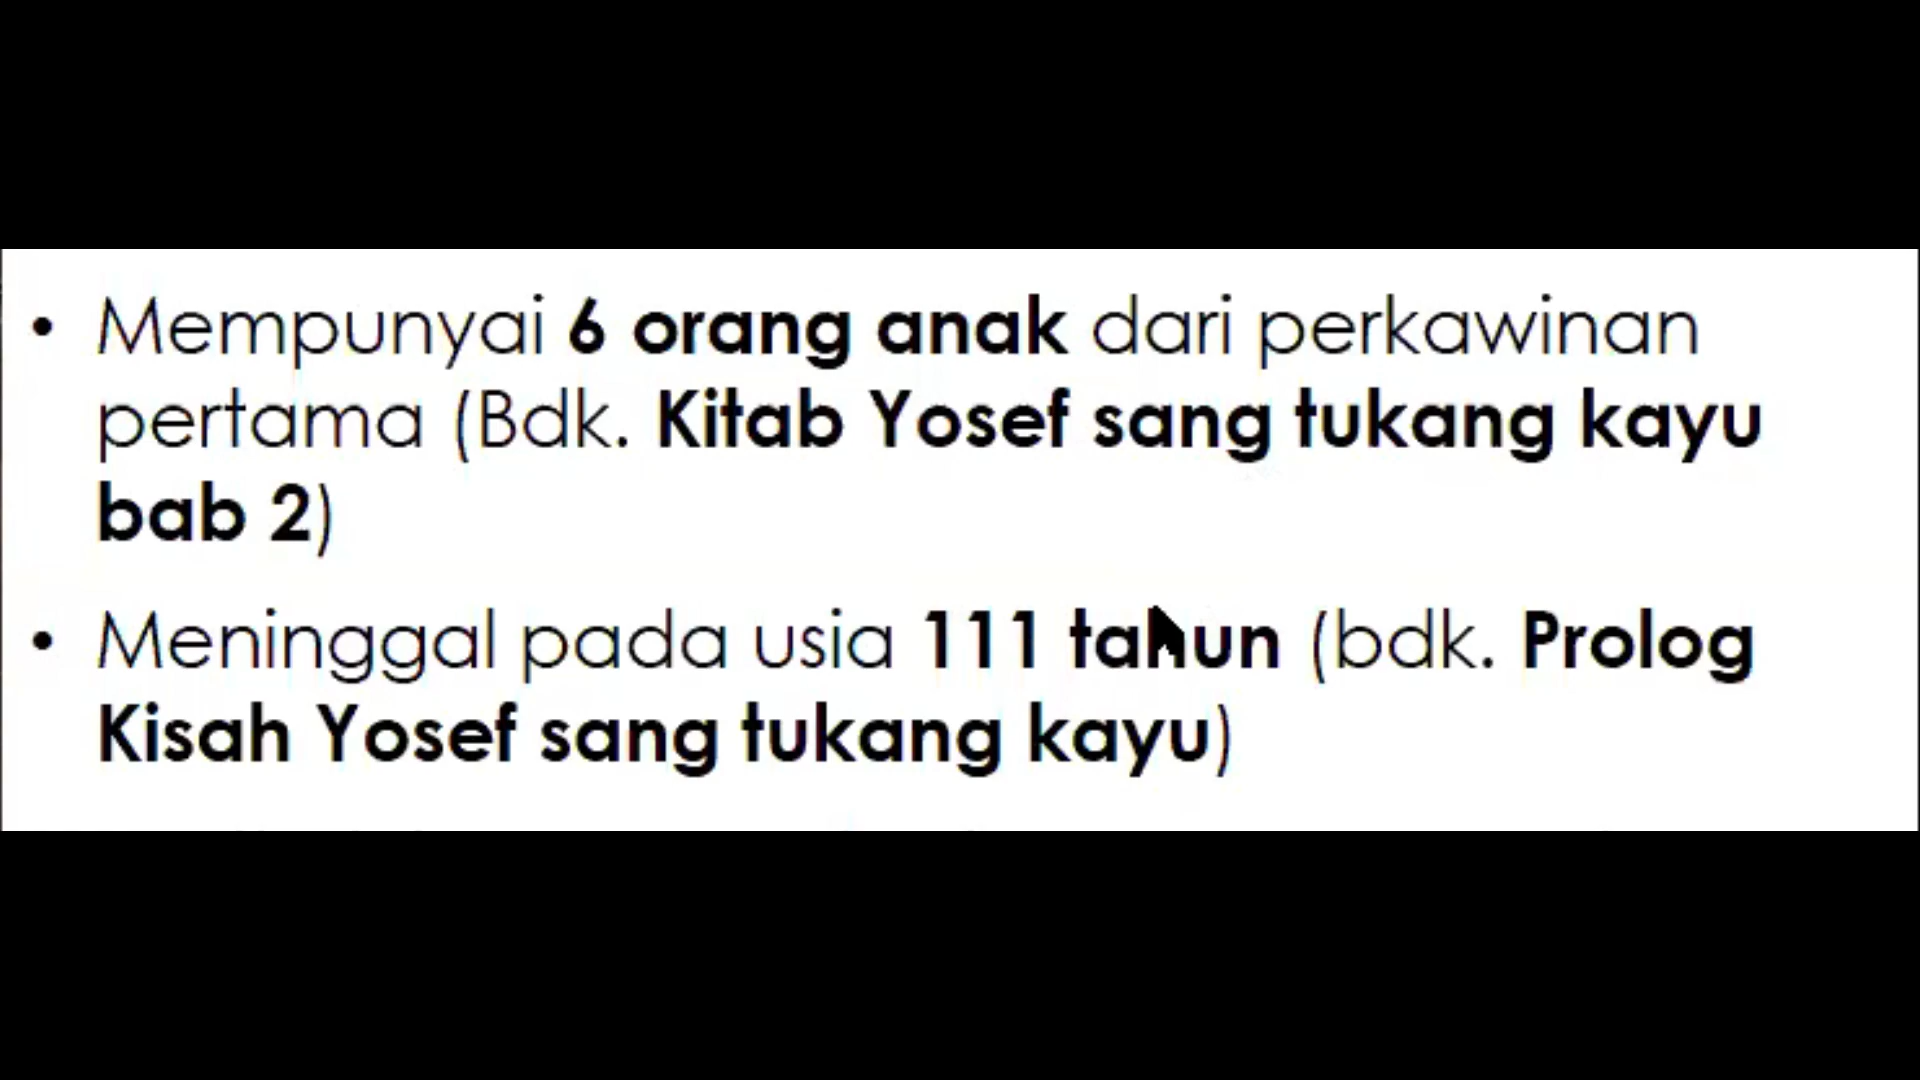 • Mempunyai 6 orang anak dari perkawinan
pertama (Bdk. Kitab Yosef sang tukang kayu
bab 2)
• Meninggal pada usia 111 tahun (bdk. Prolog
Kisah Yosef sang tukang kayu)